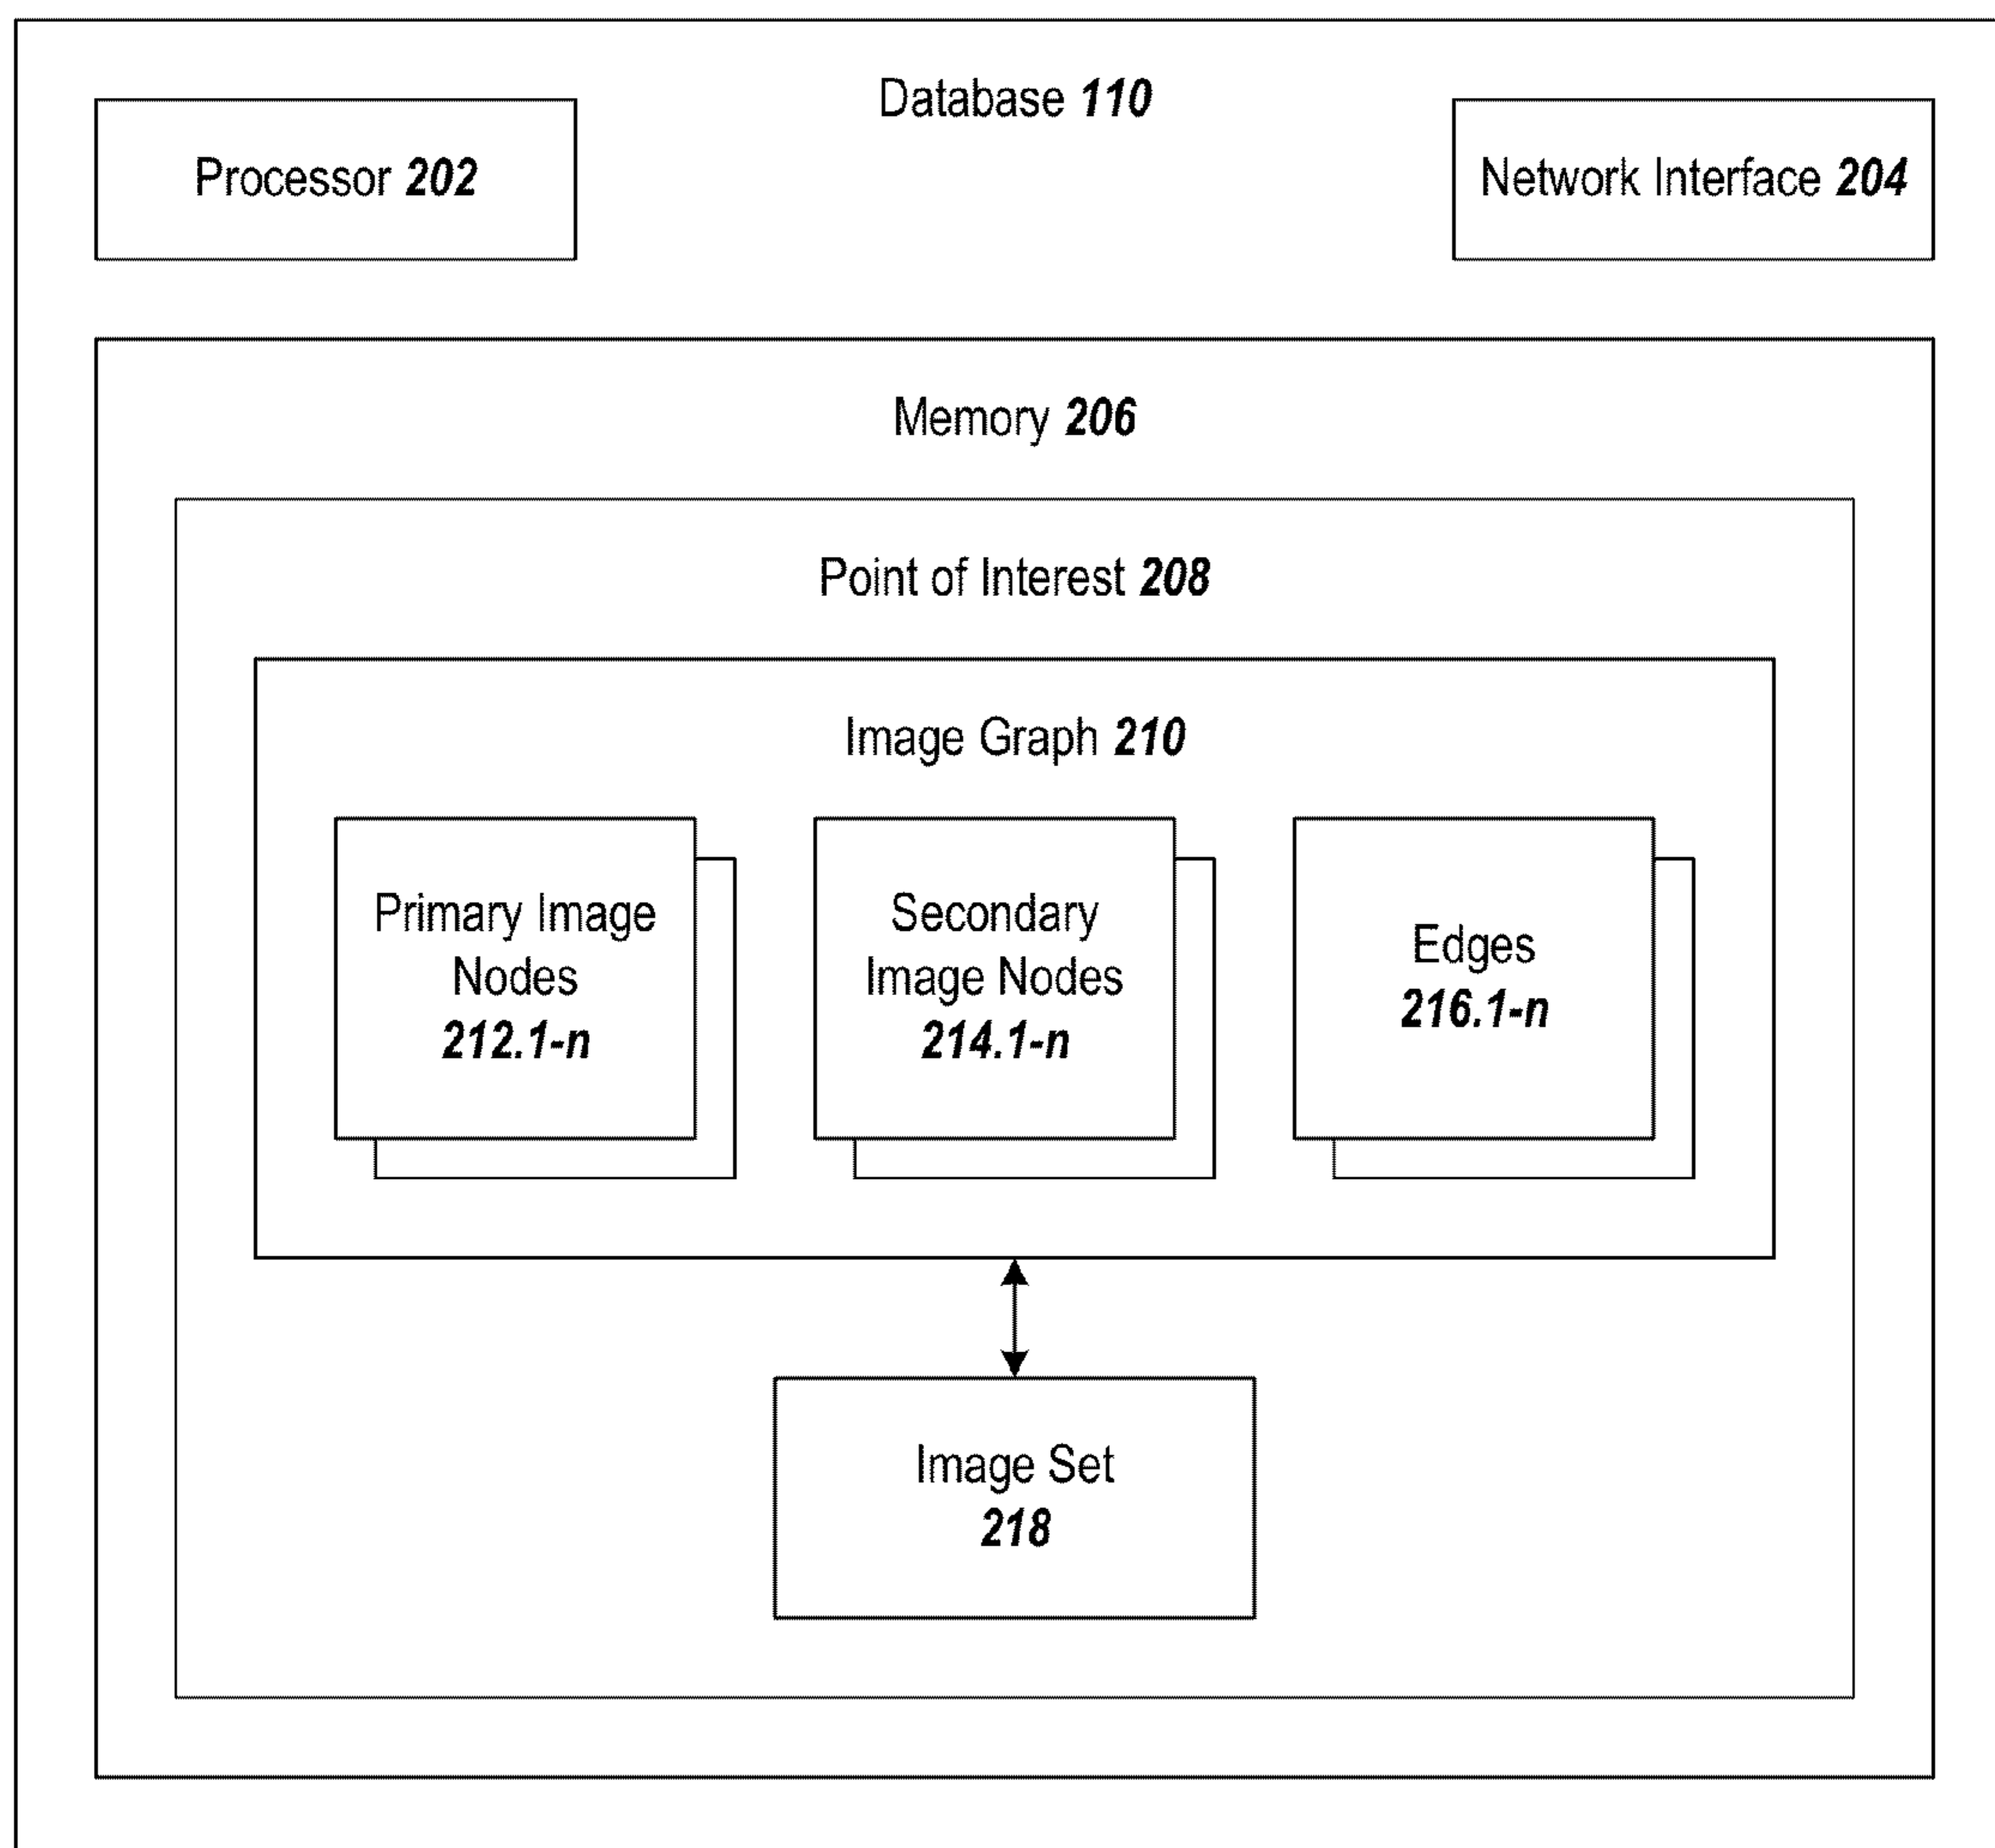 Database 110
Processor 202
Network Interface 204
Memory 206
Point of Interest 208
Image Graph 210
Primary Image
Nodes
212.1-n
Secondary
Image Nodes
214.1-n
Edges
216.1-n
Image Set
218